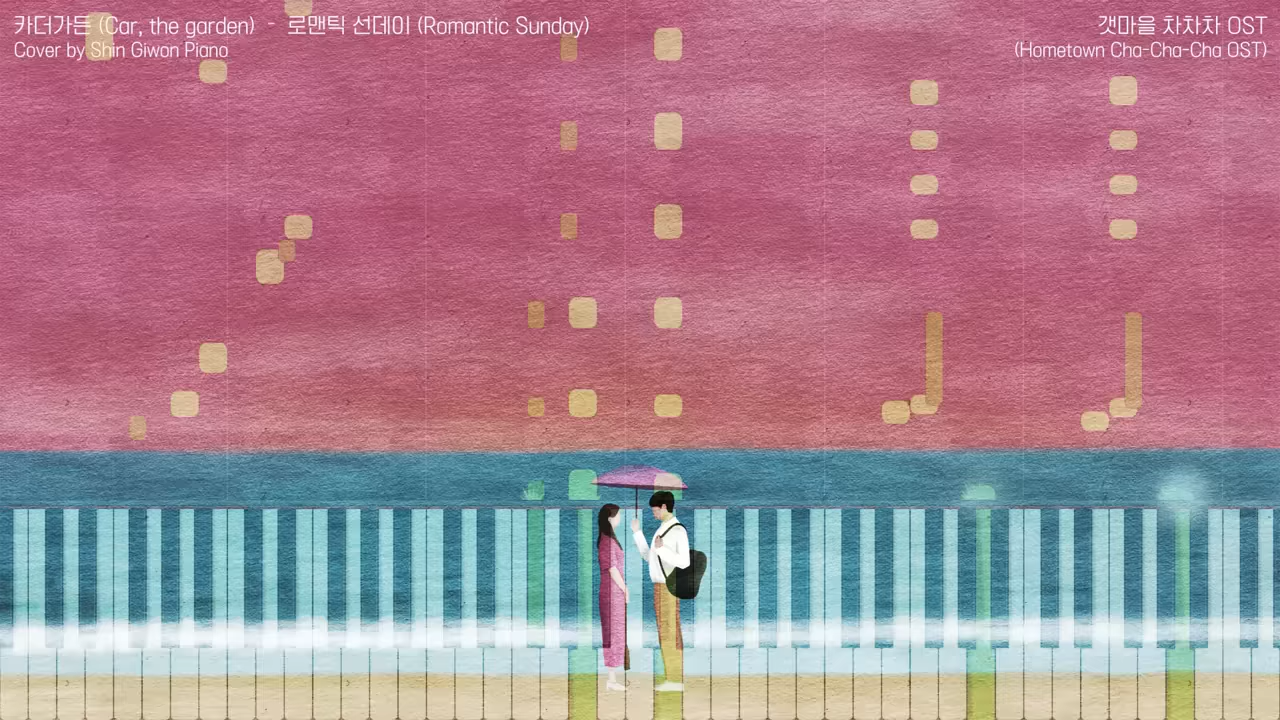 카더가든 (Car, the garden) - 로맨틱 선데이 (Romantic Sunday)
Cover by Shin Giwon Piano
갯마을 차차차 OST
(Hometown Cha-Cha-Cha OST)